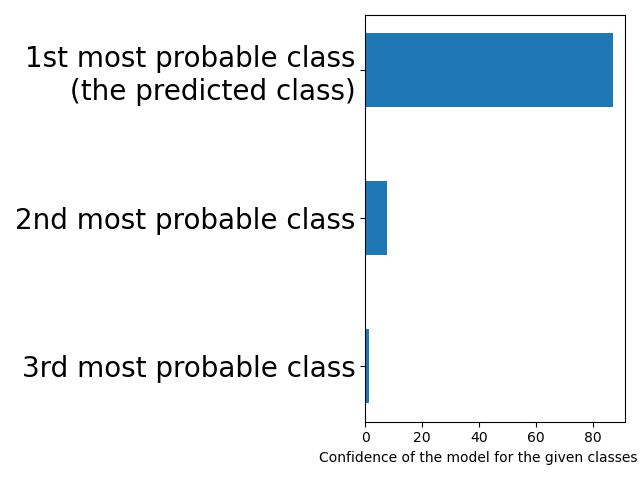 1st most probable class
(the predicted class)
2nd most probable class
3rd most probable class
0 20 40 60 80
Confidence of the model for the given classes